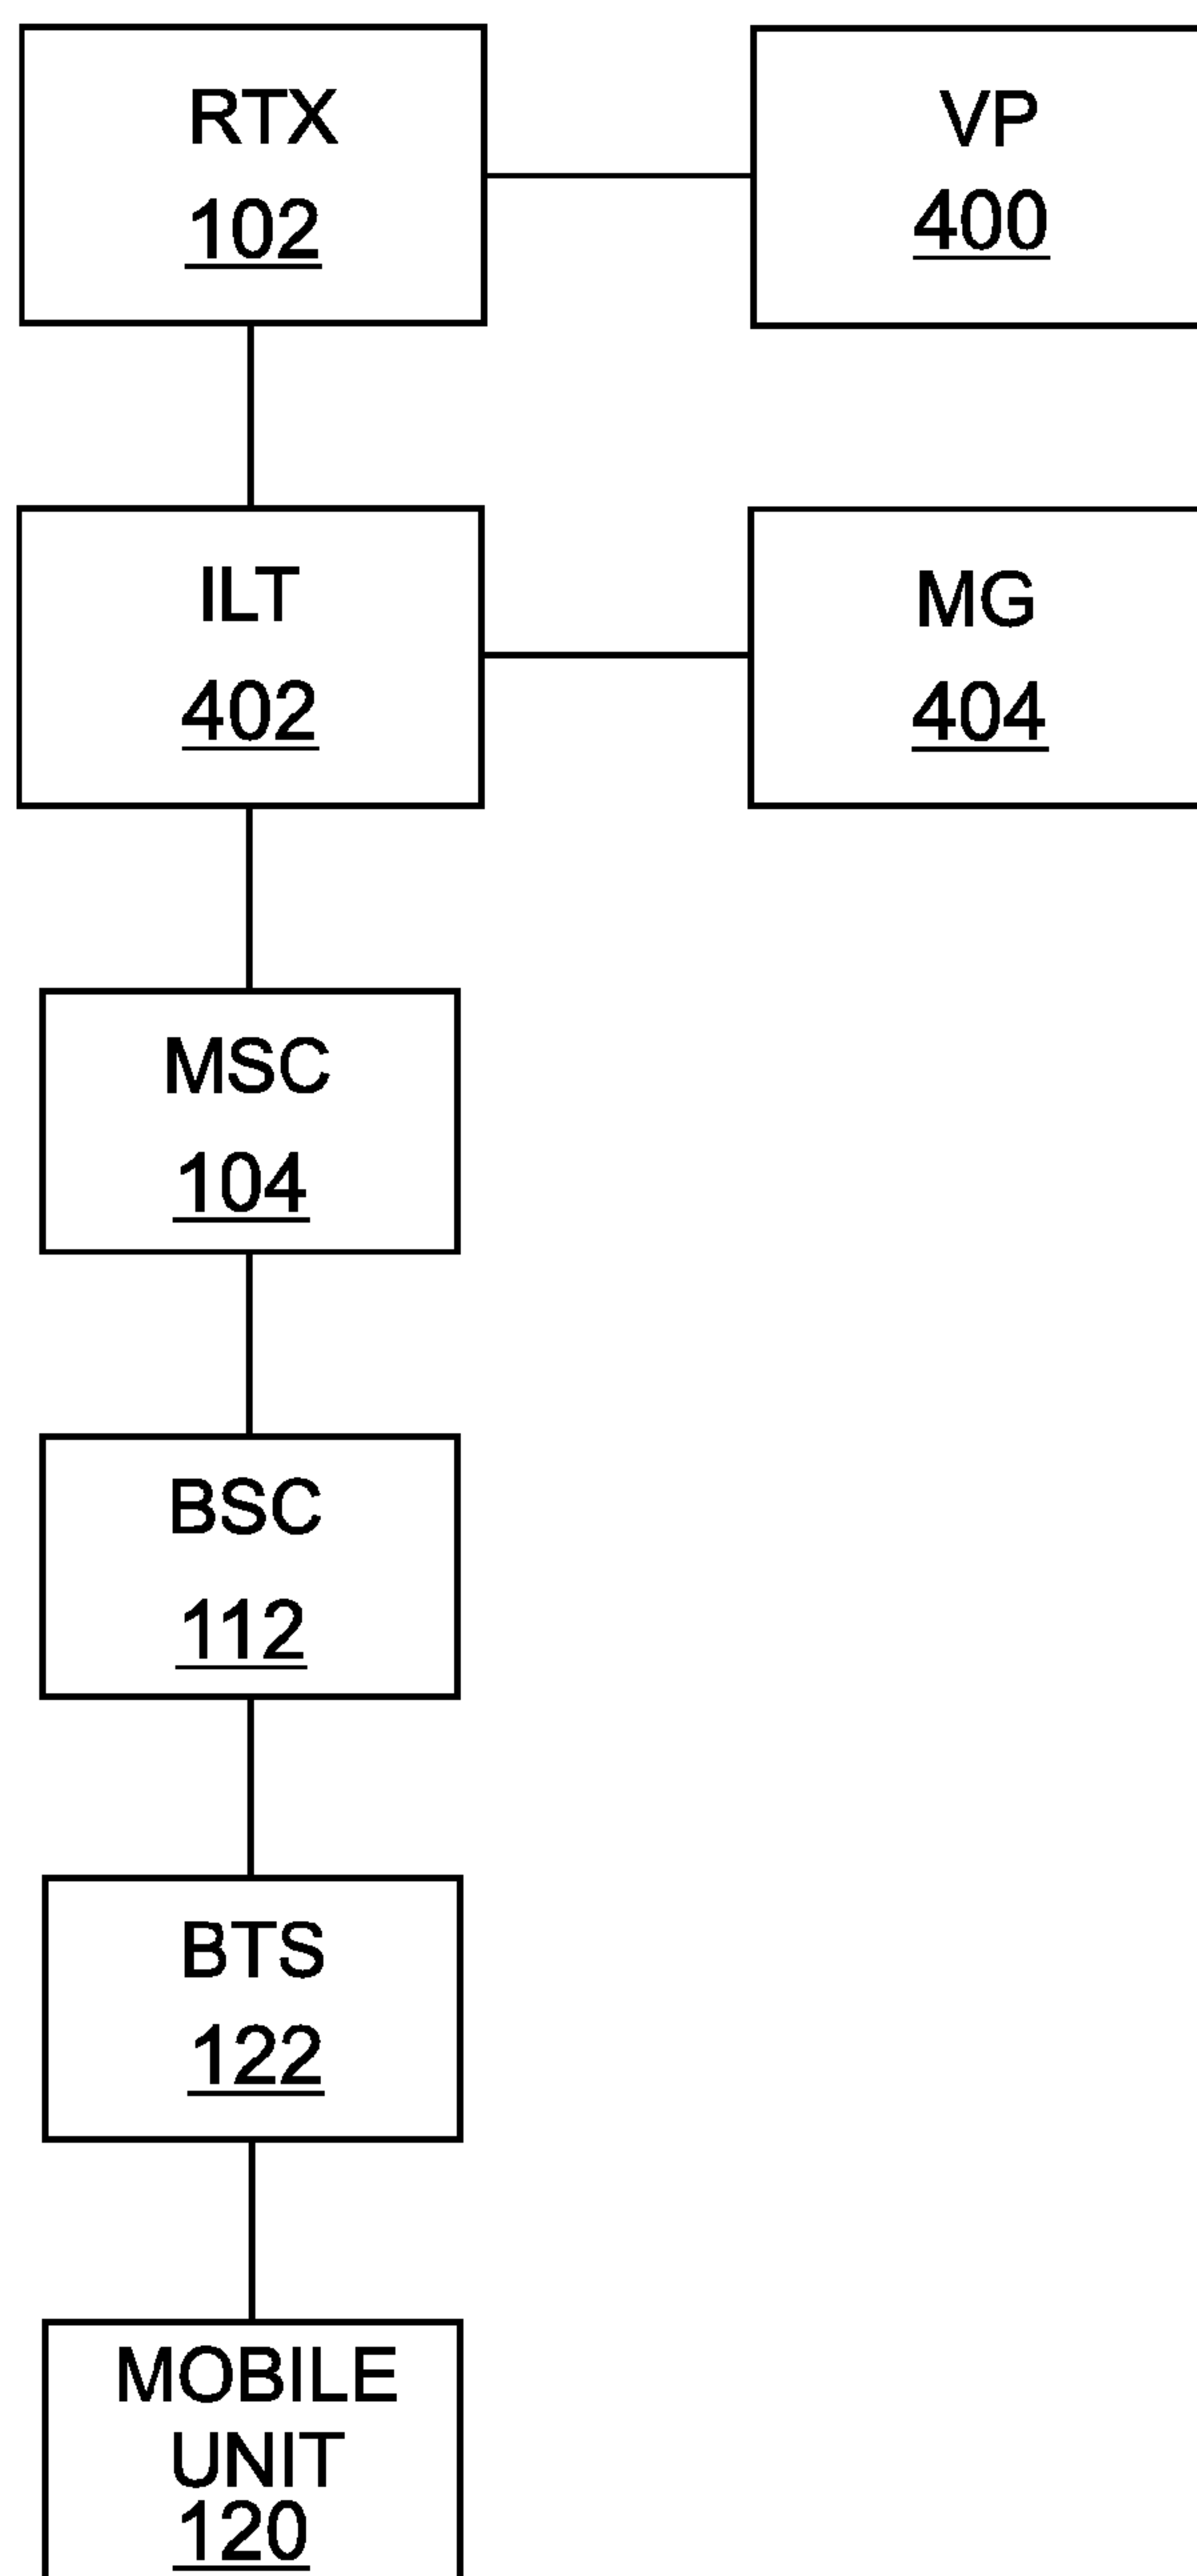 RTX
102
VP
400
ILT
402
MG
404
MSC
104
BSC
112
BTS
122
MOBILE
UNIT
120